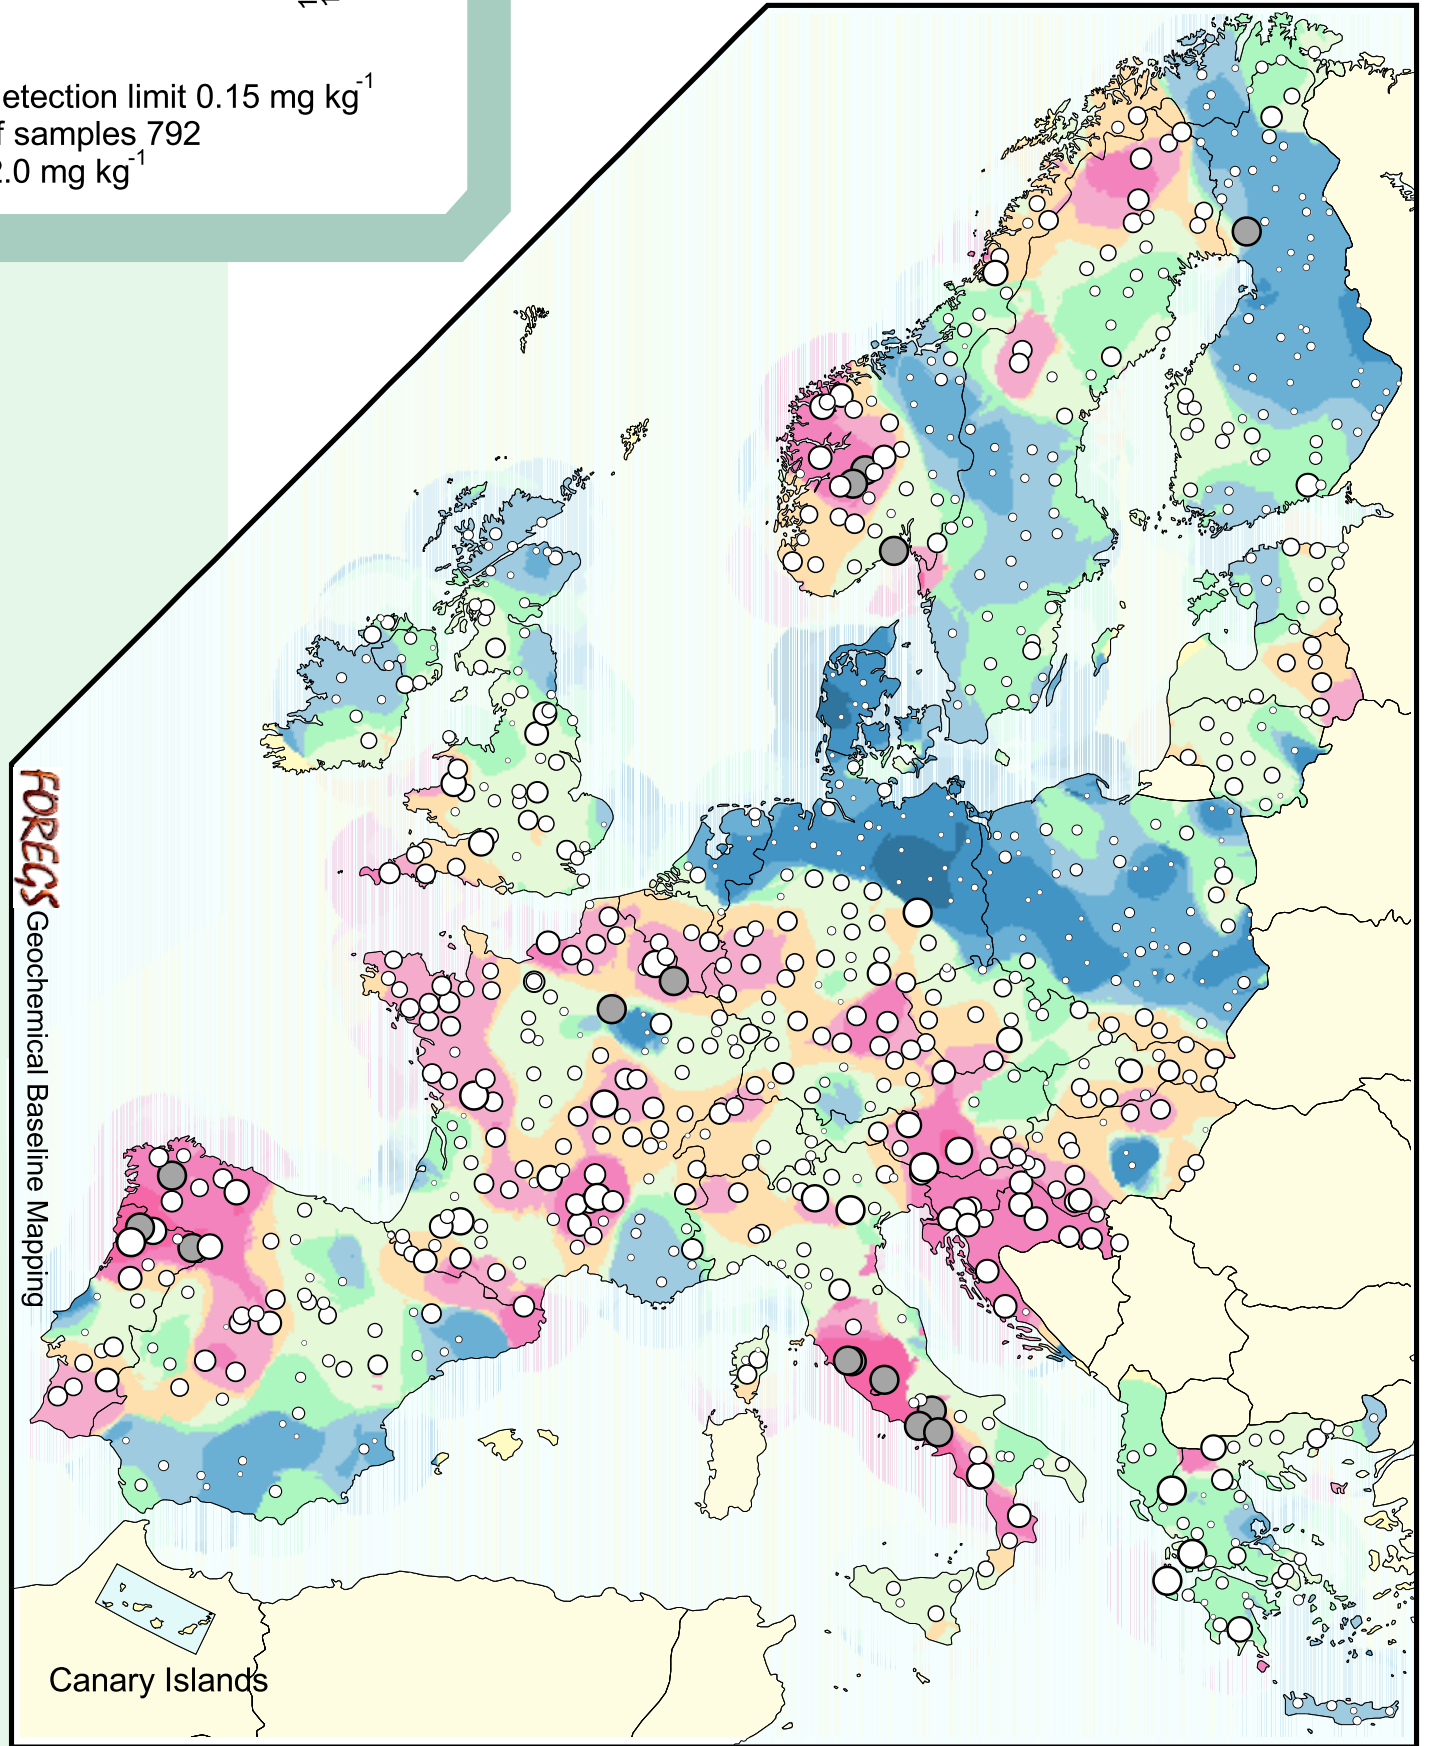 etection limit 0.15 mg kg-1
f samples 792
2.0 mg kg-1
FOREGS Geochemical Baseline Mapping
Canary Islands